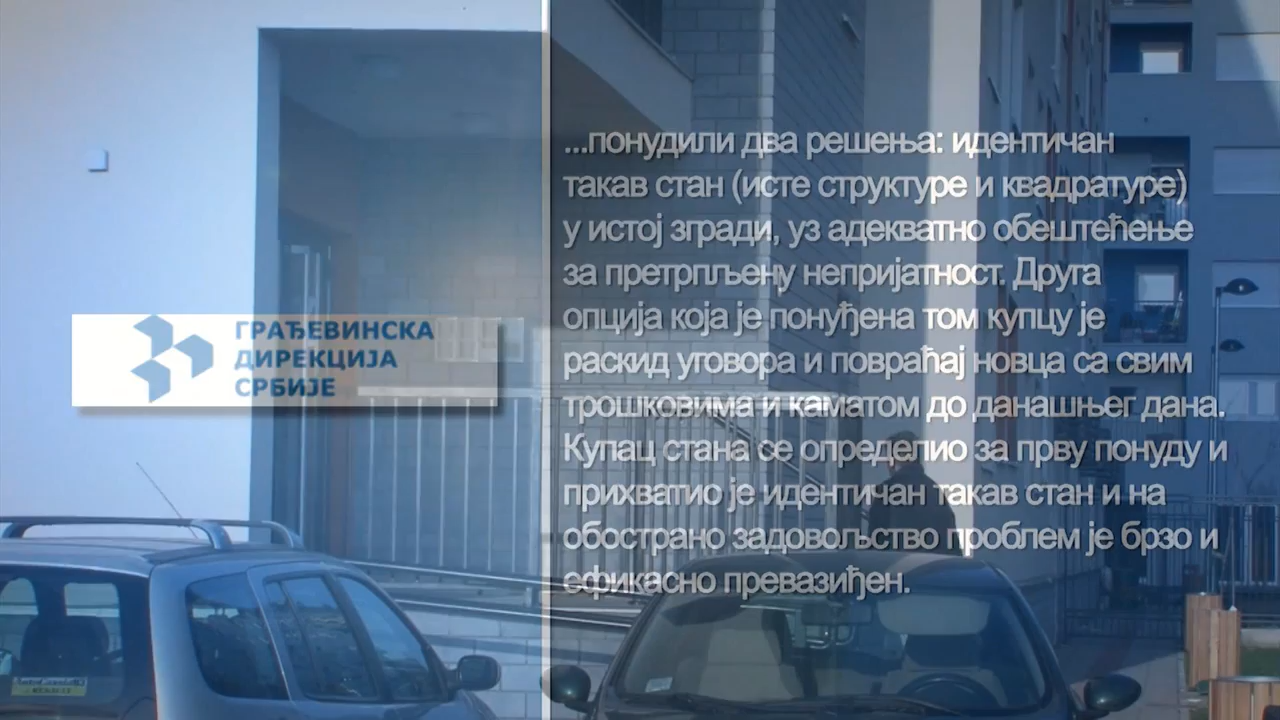 ГРАЂЕВИНСКА
ДИРЕКЦИЈА
СРБИЈЕ
...понудили два решења: идентичан
такав стан (исте структуре и квадратуре)
у истој згради, уз адекватно обештећење
за претрпљену непријатност. Друга
опција која је понуђена том купцу је
раскид уговора и повраћај новца са свим
трошковима и каматом до данашњег дана.
Купац стана се определио за прву понуду и
прихватио је идентичан такав стан и на
обострано задовољство проблем је брзо и
ефикасно превазиђен.